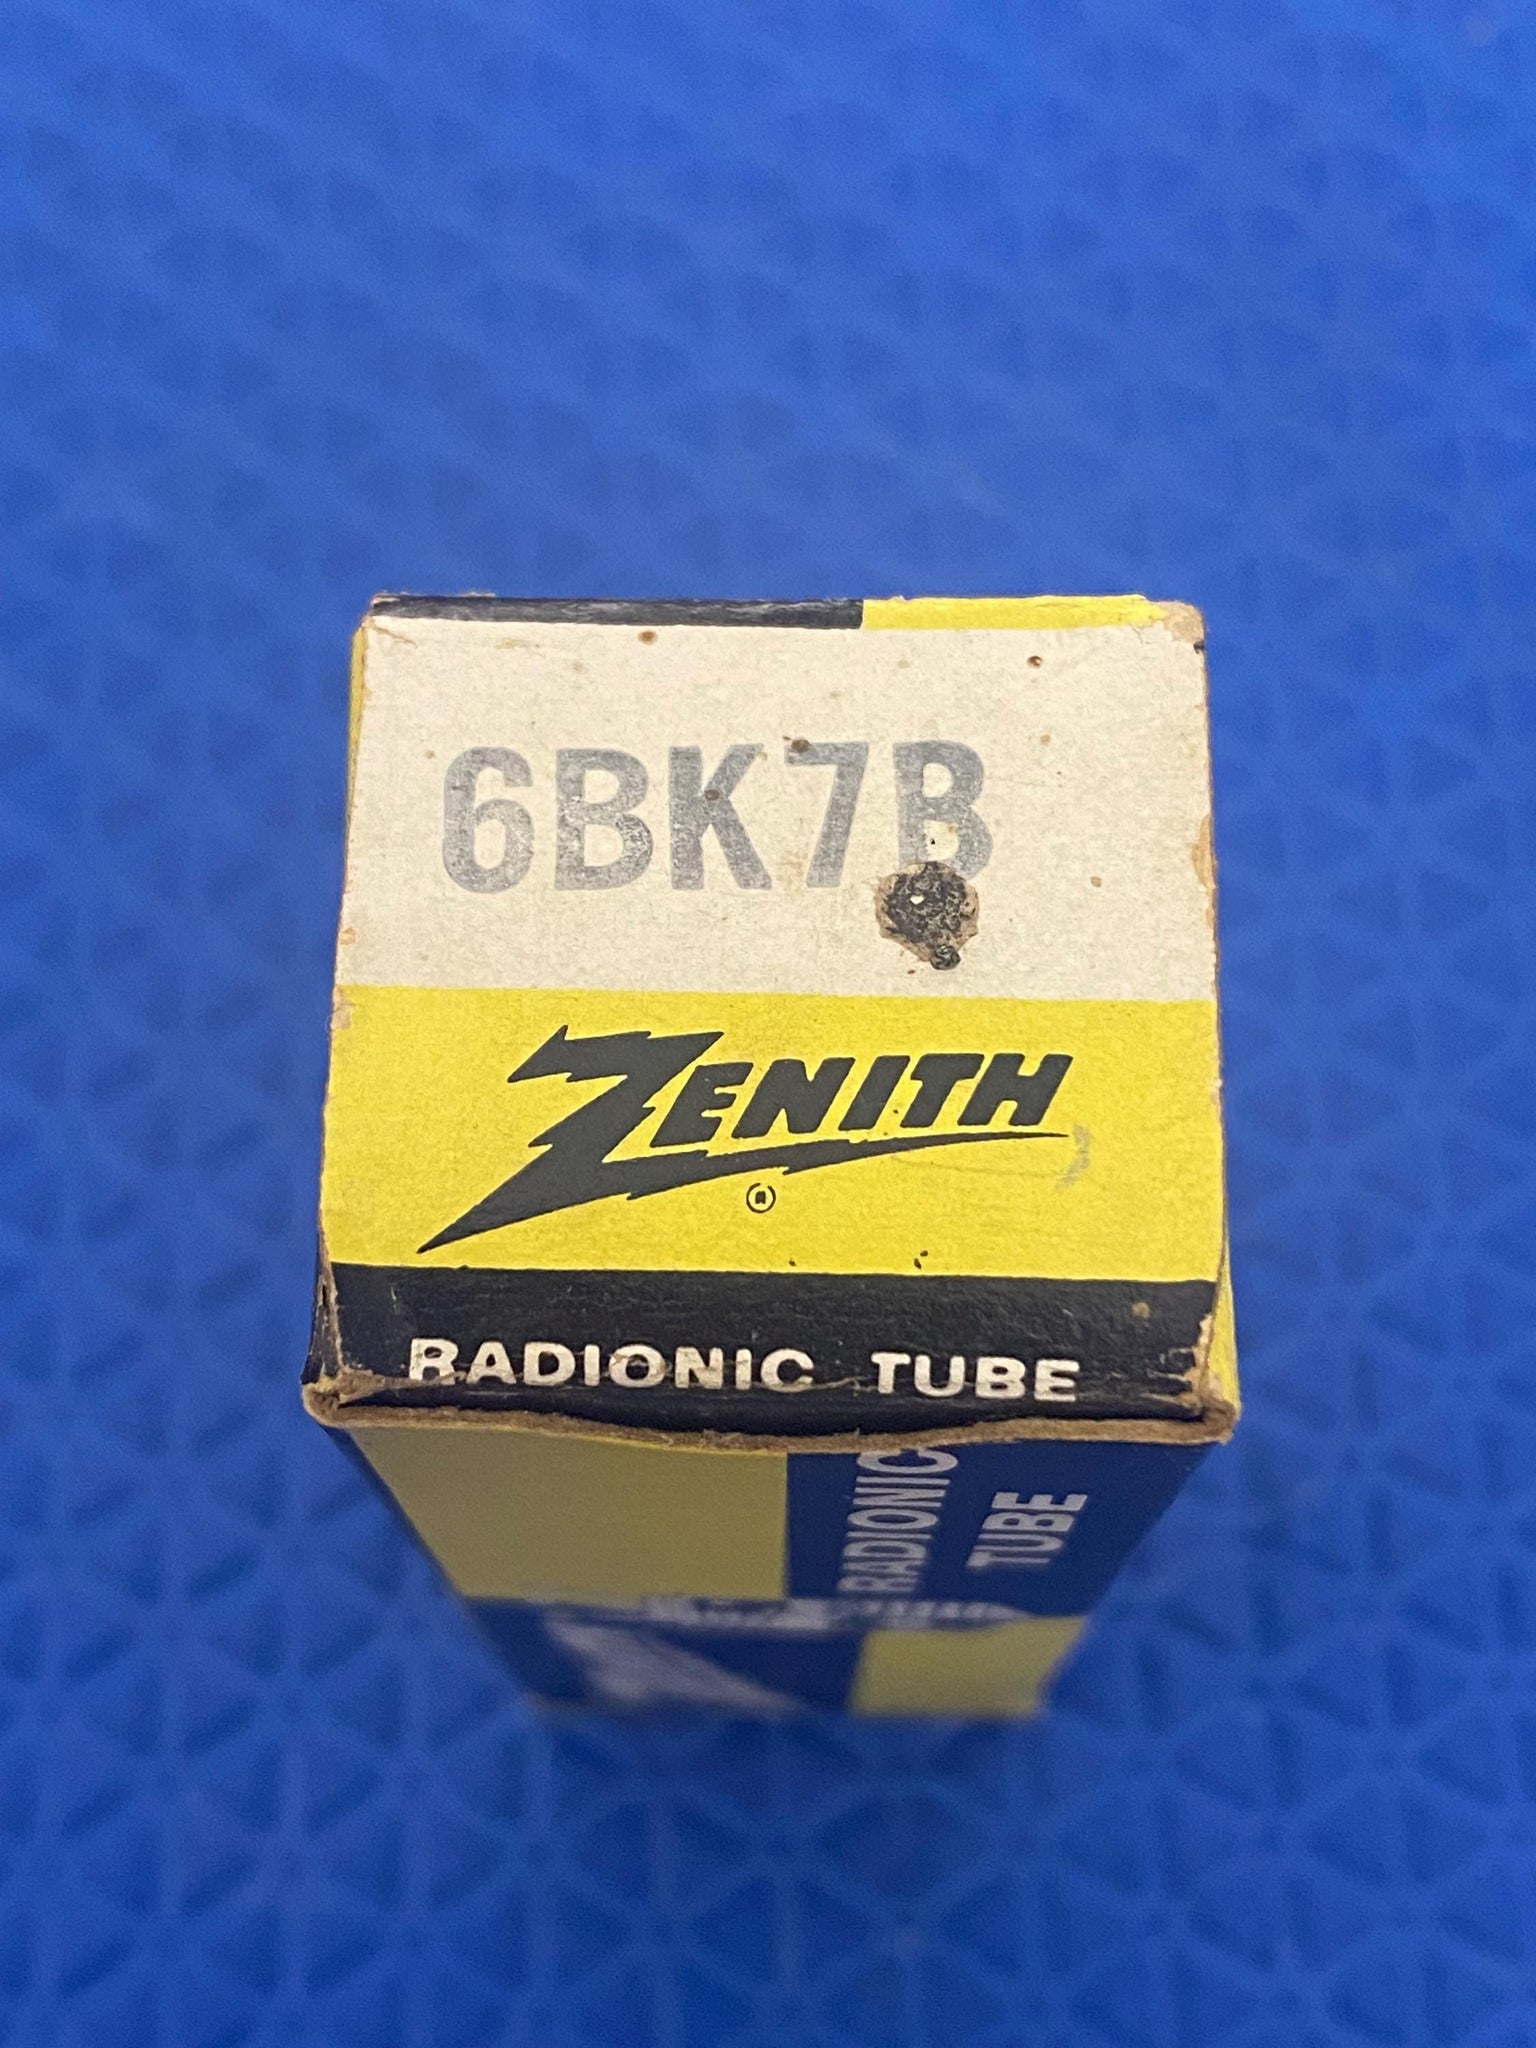 6BK7B
ZENITH
®
RADIONIC TUBE
RADIONIC
TUBE